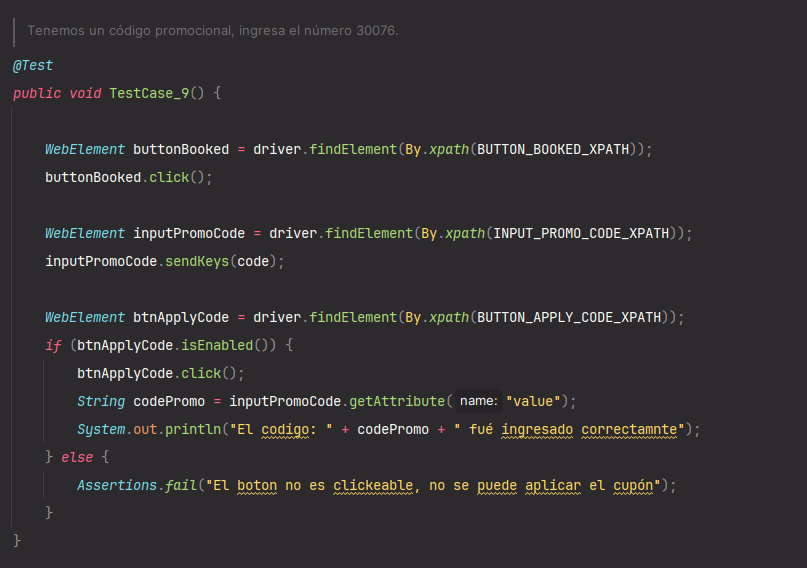 Tenemos un código promocional, ingresa el número 30076.
@Test
public void TestCase_9() {
WebElement buttonBooked = driver.findElement(By.xpath(BUTTON_BOOKED_XPATH));
buttonBooked.click();
WebElement inputPromoCode = driver.findElement(By.xpath(INPUT_PROMO_CODE_XPATH));
inputPromoCode.sendKeys(code);
WebElement btnApplyCode = driver.findElement(By.xpath(BUTTON_APPLY_CODE_XPATH));
if (btnApplyCode.isEnabled()) {
btnApplyCode.click();
String codePromo = inputPromoCode.getAttribute( name: "value");
System.out.println("El codigo: " + codePromo + " fué ingresado correctamnte");
} else {
Assertions.fail("El boton no es clickeable, no se puede aplicar el cupón");
}
}